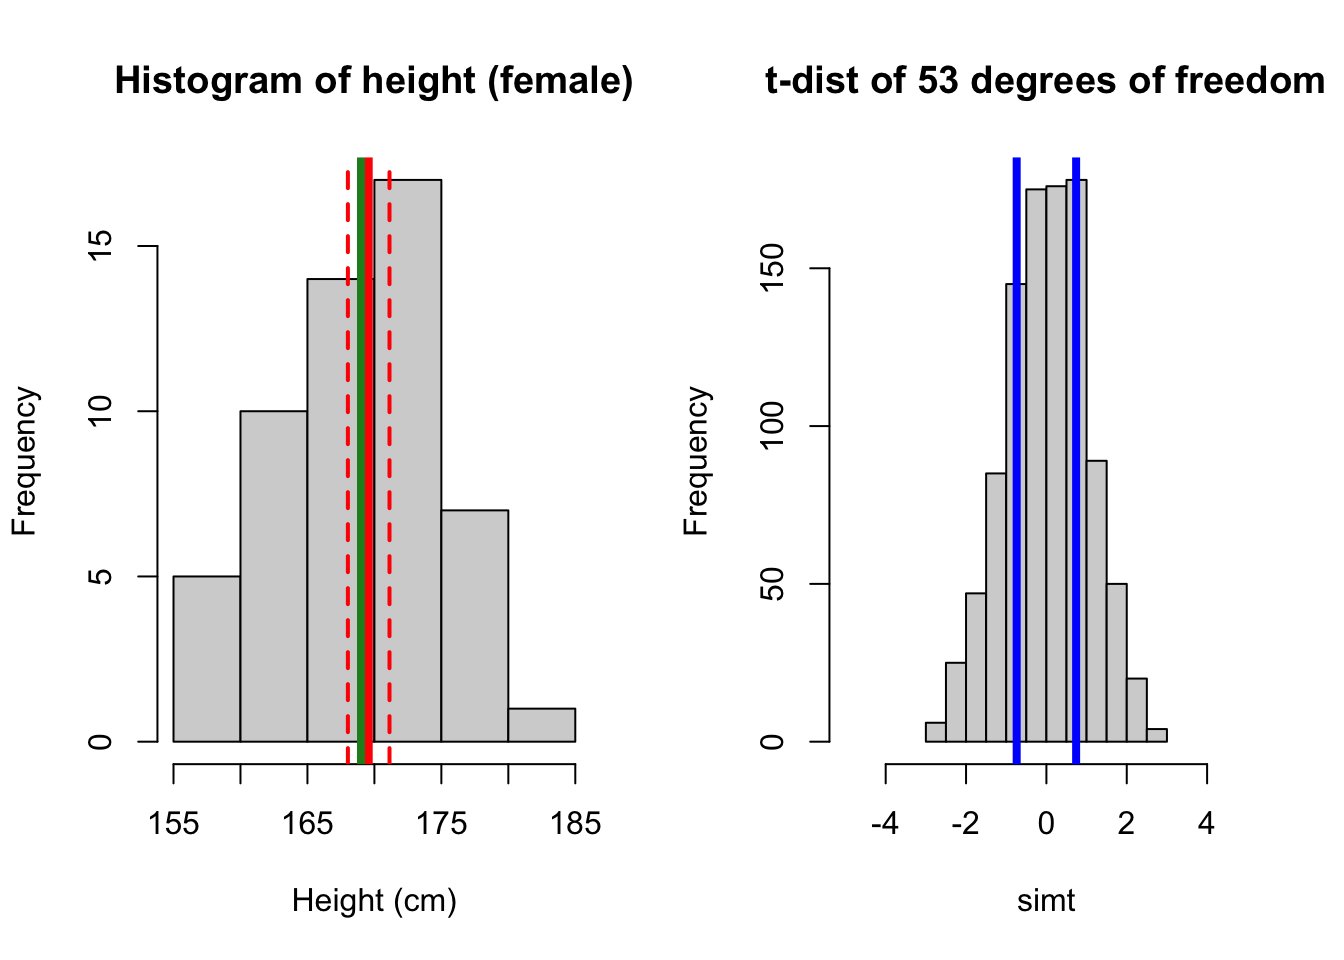 Histogram of height (female)
Frequency
0
5
10
15
155
165
175
185
Height (cm)
t-dist of 53 degrees of freedom
Frequency
0
50
100
150
-4
-2
0
2
4
simt